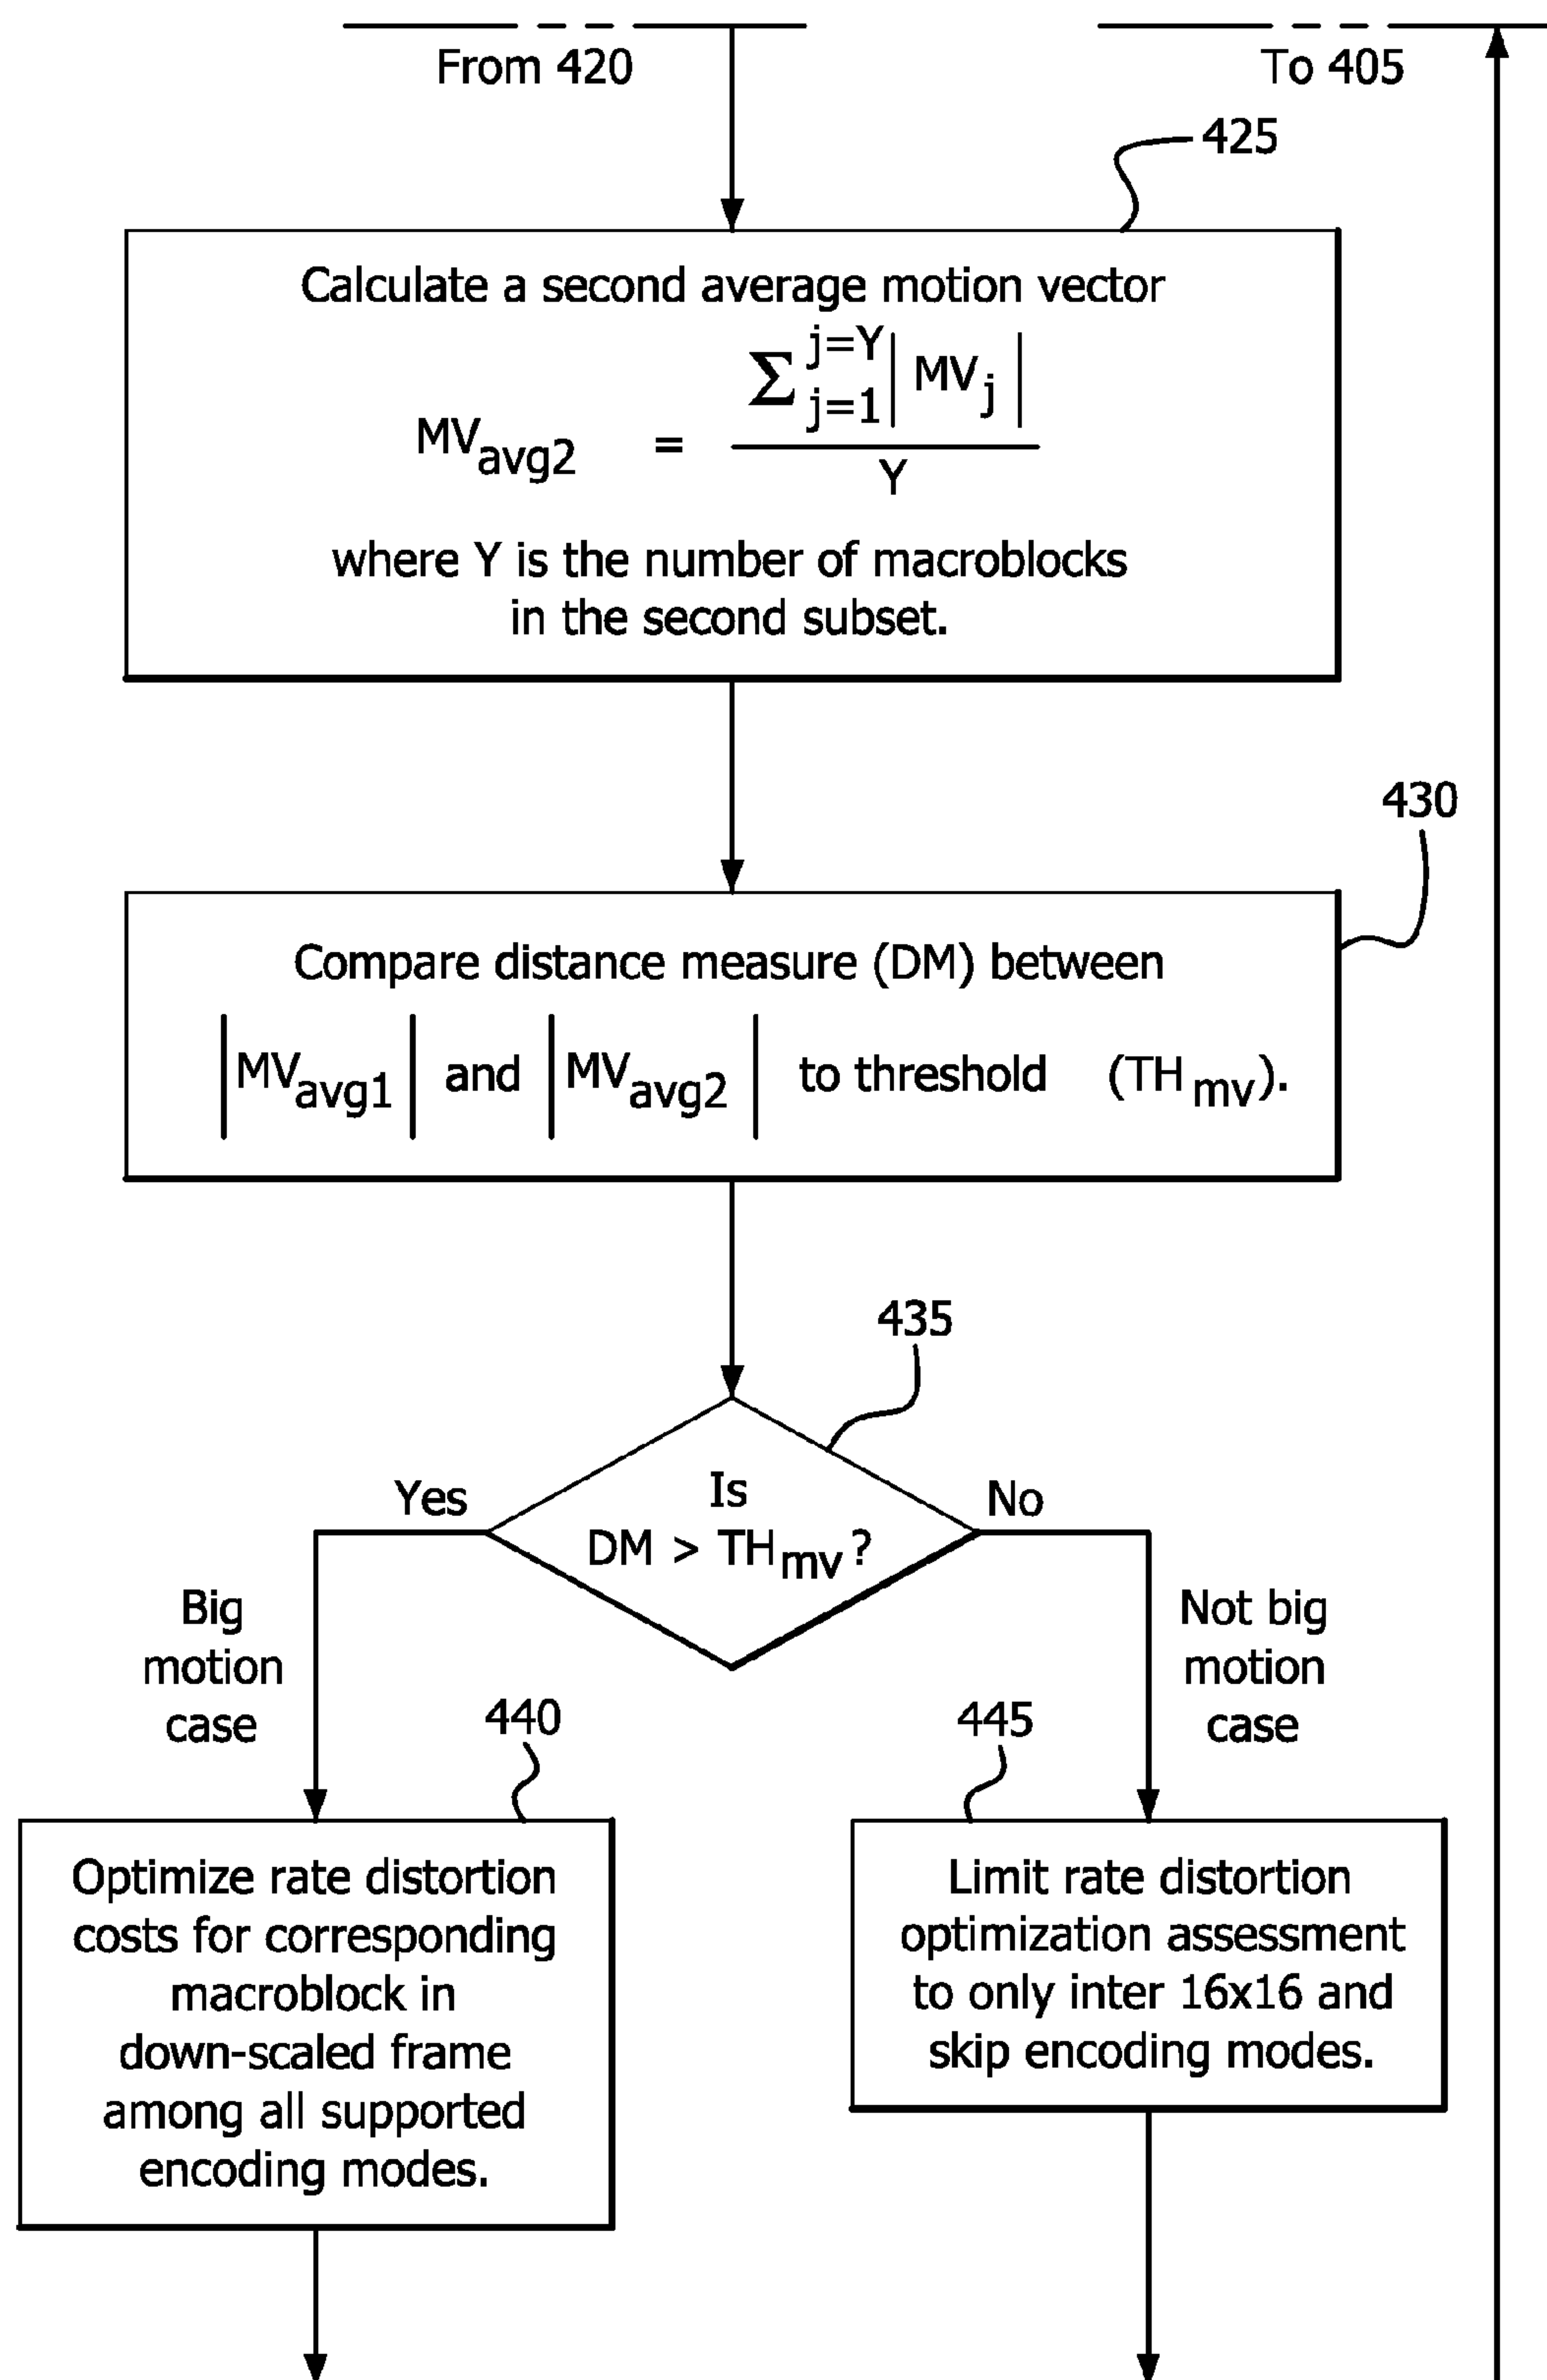 From 420
To 405
425
Calculate a second average motion vector
MVavg2 = Σ j=Y j=1 | MVj | / Y
where Y is the number of macroblocks
in the second subset.
430
Compare distance measure (DM) between
|MVavg1| and |MVavg2| to threshold (THmv).
435
Is
DM > THmv?
Yes
No
Big
motion
case
Not big
motion
case
440
445
Optimize rate distortion
costs for corresponding
macroblock in
down-scaled frame
among all supported
encoding modes.
Limit rate distortion
optimization assessment
to only inter 16x16 and
skip encoding modes.